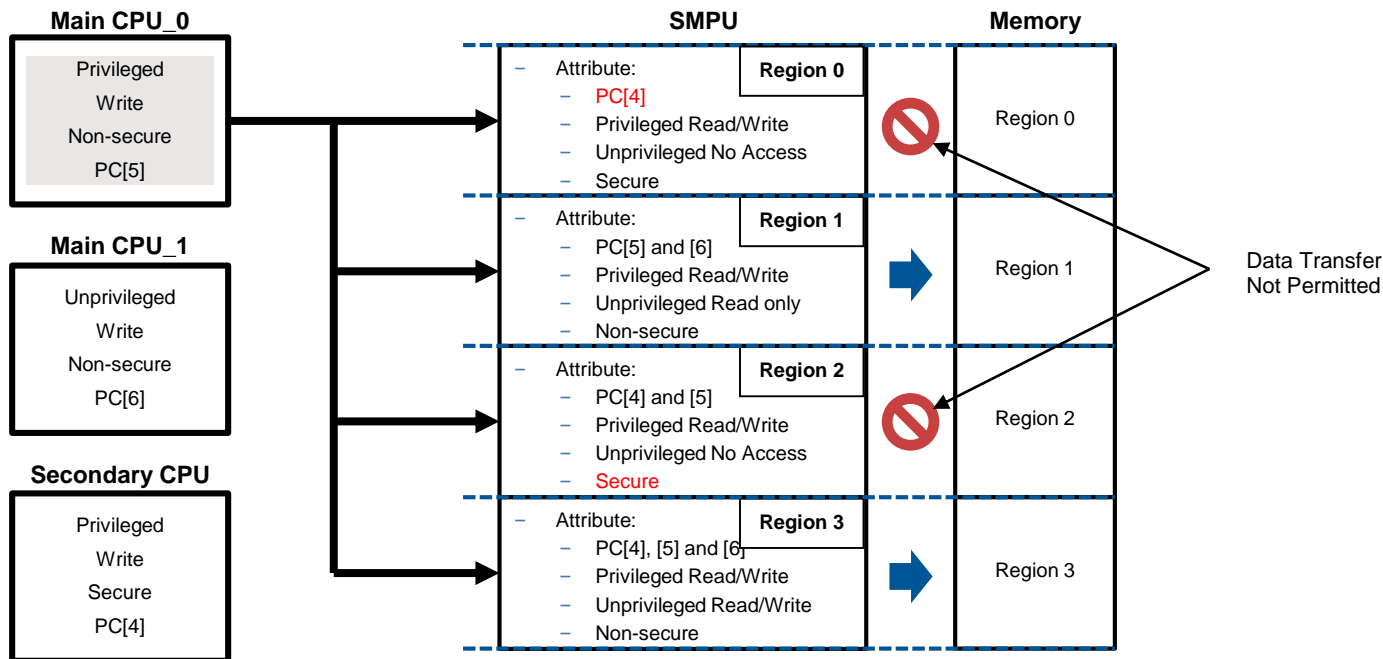 Main CPU_0
Privileged
Write
Non-secure
PC[5]
Main CPU_1
Unprivileged
Write
Non-secure
PC[6]
Secondary CPU
Privileged
Write
Secure
PC[4]
SMPU
Region 0
– Attribute:
– PC[4]
– Privileged Read/Write
– Unprivileged No Access
– Secure
Region 1
– Attribute:
– PC[5] and [6]
– Privileged Read/Write
– Unprivileged Read only
– Non-secure
Region 2
– Attribute:
– PC[4] and [5]
– Privileged Read/Write
– Unprivileged No Access
– Secure
Region 3
– Attribute:
– PC[4], [5] and [6]
– Privileged Read/Write
– Unprivileged Read/Write
– Non-secure
Memory
Region 0
Region 1
Region 2
Region 3
Data Transfer
Not Permitted